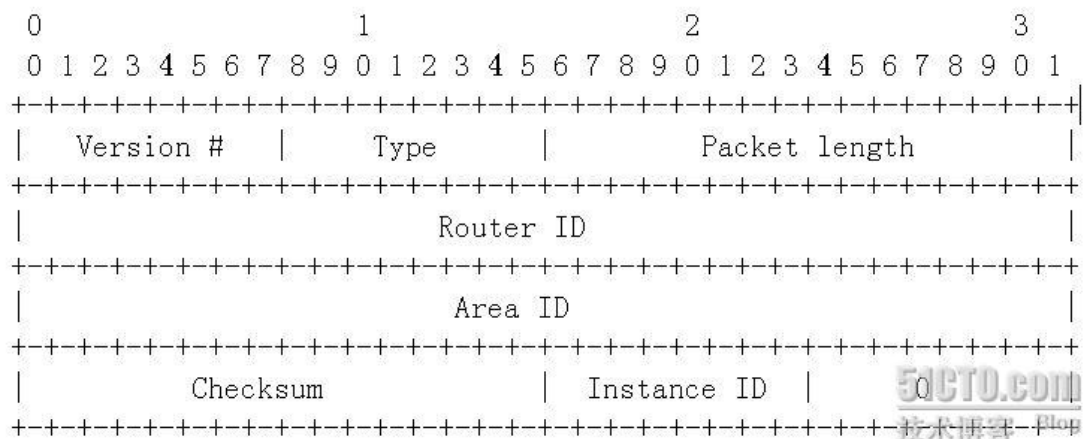 0 1 2 3
0 1 2 3 4 5 6 7 8 9 0 1 2 3 4 5 6 7 8 9 0 1 2 3 4 5 6 7 8 9 0 1
+-+-+-+-+-+-+-+-+-+-+-+-+-+-+-+-+-+-+-+-+-+-+-+-+-+-+-+-+-+-+-+-+
| Version # | Type | Packet length |
+-+-+-+-+-+-+-+-+-+-+-+-+-+-+-+-+-+-+-+-+-+-+-+-+-+-+-+-+-+-+-+-+
| Router ID |
+-+-+-+-+-+-+-+-+-+-+-+-+-+-+-+-+-+-+-+-+-+-+-+-+-+-+-+-+-+-+-+-+
| Area ID |
+-+-+-+-+-+-+-+-+-+-+-+-+-+-+-+-+-+-+-+-+-+-+-+-+-+-+-+-+-+-+-+-+
| Checksum | Instance ID | 0 |
+-+-+-+-+-+-+-+-+-+-+-+-+-+-+-+-+-+-+-+-+-+-+-+-+-+-+-+-+-+-+-+-+
51CTO.com
技术博客 Blog